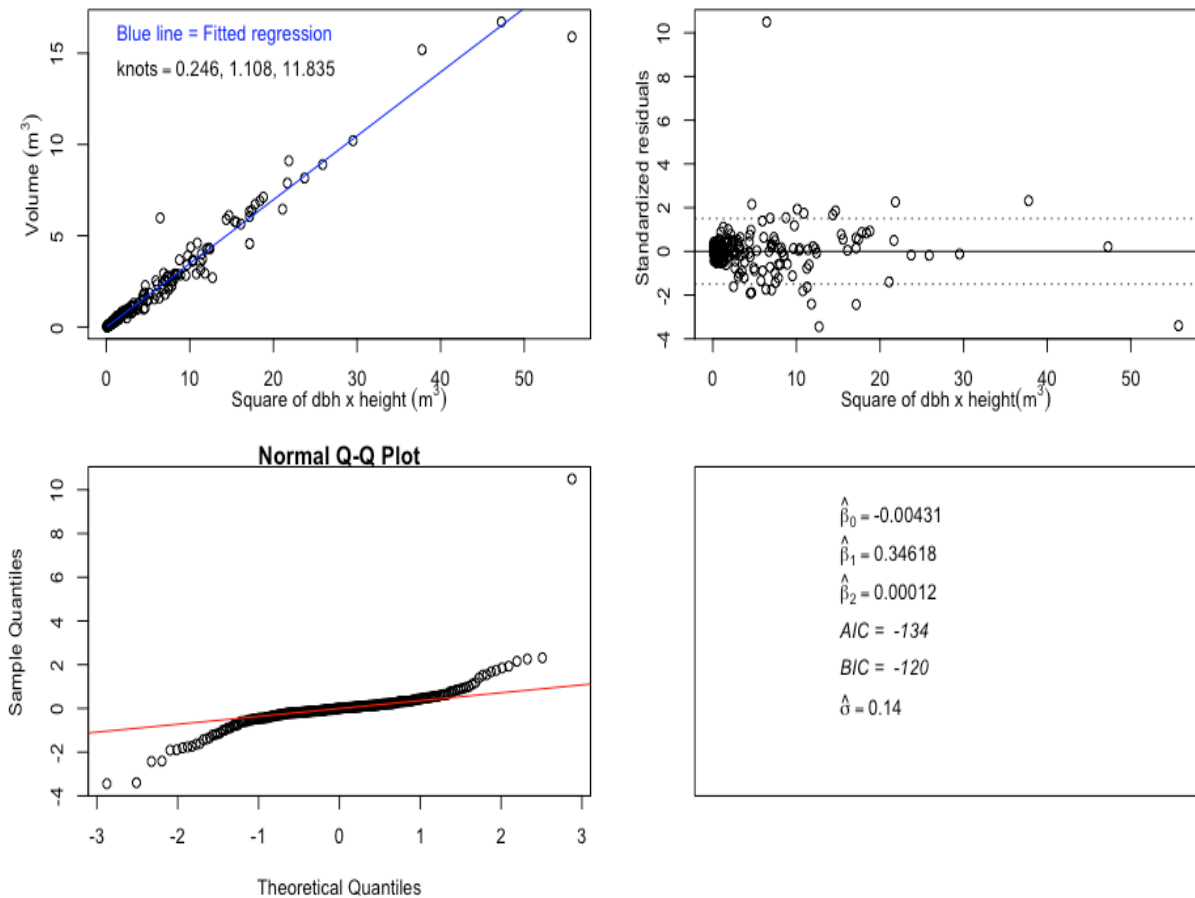 Blue line = Fitted regression
knots = 0.246, 1.108, 11.835
Volume (m³)
0 5 10 15
0 10 20 30 40 50
Square of dbh x height (m³)
Standardized residuals
-4 -2 0 2 4 6 8 10
0 10 20 30 40 50
Square of dbh x height(m³)
Normal Q-Q Plot
Sample Quantiles
-4 -2 0 2 4 6 8 10
-3 -2 -1 0 1 2 3
Theoretical Quantiles
β̂₀ = -0.00431
β̂₁ = 0.34618
β̂₂ = 0.00012
AIC = -134
BIC = -120
σ̂ = 0.14